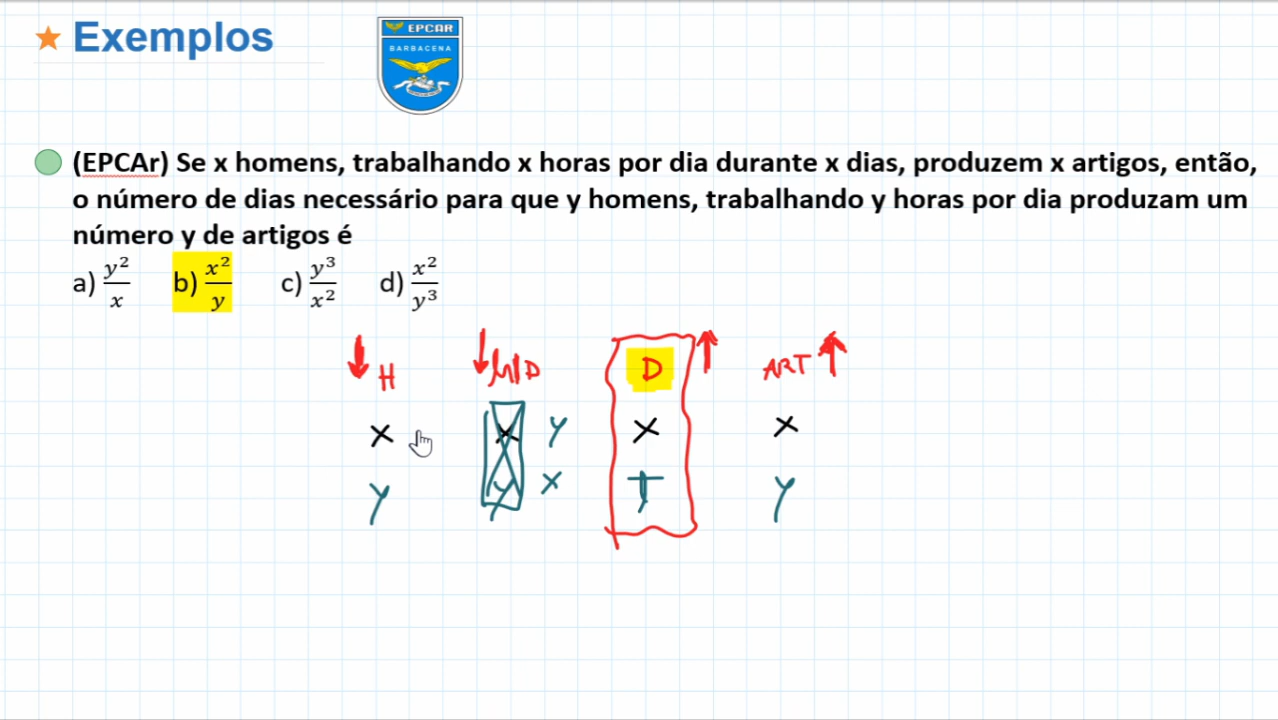 Exemplos
EPCAR
BARBACENA
(EPCAr) Se x homens, trabalhando x horas por dia durante x dias, produzem x artigos, então,
o número de dias necessário para que y homens, trabalhando y horas por dia produzam um
número y de artigos é
a) y²/x b) x²/y c) y³/x² d) x²/y³
H h/D D ART
X X Y X X
Y Y X T Y